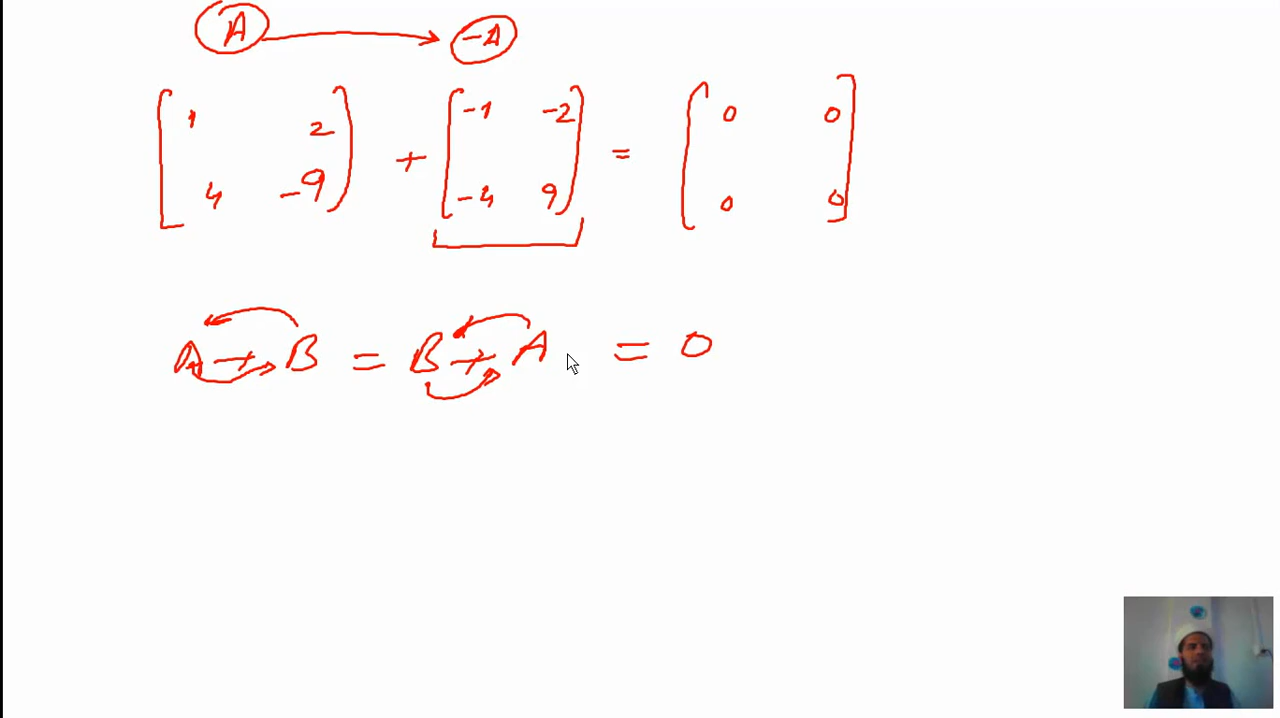 A → -A
[1 2
4 -9] + [-1 -2
-4 9] = [0 0
0 0]
A + B = B + A = 0